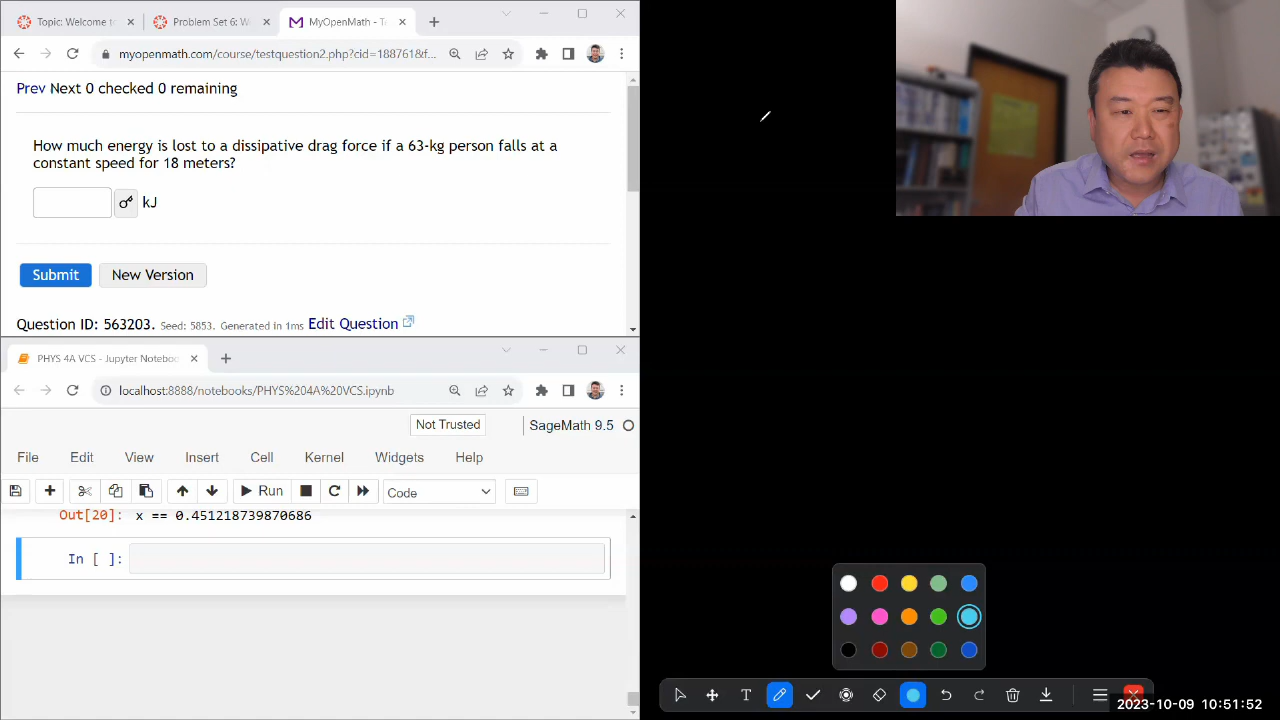 Topic: Welcome to
Problem Set 6: W
MyOpenMath - Te
myopenmath.com/course/testquestion2.php?cid=188761&f...
Prev Next 0 checked 0 remaining
How much energy is lost to a dissipative drag force if a 63-kg person falls at a
constant speed for 18 meters?
kJ
Submit
New Version
Question ID: 563203. Seed: 5853. Generated in 1ms Edit Question
PHYS 4A VCS - Jupyter Noteboo
localhost:8888/notebooks/PHYS%204A%20VCS.ipynb
Not Trusted
SageMath 9.5
File Edit View Insert Cell Kernel Widgets Help
Run
Code
Out[20]: x == 0.451218739870686
In [ ]:
T
2023-10-09 10:51:52